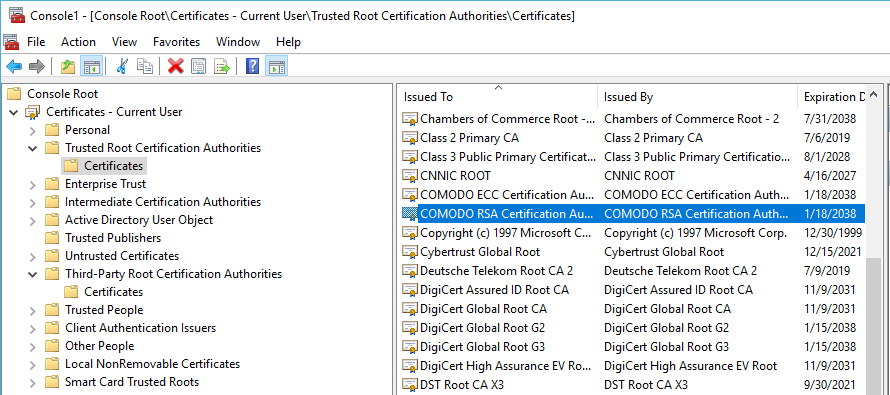 Console1 - [Console Root\Certificates - Current User\Trusted Root Certification Authorities\Certificates]
File Action View Favorites Window Help
Console Root
Certificates - Current User
Personal
Trusted Root Certification Authorities
Certificates
Enterprise Trust
Intermediate Certification Authorities
Active Directory User Object
Trusted Publishers
Untrusted Certificates
Third-Party Root Certification Authorities
Certificates
Trusted People
Client Authentication Issuers
Other People
Local NonRemovable Certificates
Smart Card Trusted Roots
Issued To Issued By Expiration D
Chambers of Commerce Root -... Chambers of Commerce Root - 2 7/31/2038
Class 2 Primary CA Class 2 Primary CA 7/6/2019
Class 3 Public Primary Certificat... Class 3 Public Primary Certificatio... 8/1/2028
CNNIC ROOT CNNIC ROOT 4/16/2027
COMODO ECC Certification Au... COMODO ECC Certification Auth... 1/18/2038
COMODO RSA Certification Au... COMODO RSA Certification Auth... 1/18/2038
Copyright (c) 1997 Microsoft C... Copyright (c) 1997 Microsoft Corp. 12/30/1999
Cybertrust Global Root Cybertrust Global Root 12/15/2021
Deutsche Telekom Root CA 2 Deutsche Telekom Root CA 2 7/9/2019
DigiCert Assured ID Root CA DigiCert Assured ID Root CA 11/9/2031
DigiCert Global Root CA DigiCert Global Root CA 11/9/2031
DigiCert Global Root G2 DigiCert Global Root G2 1/15/2038
DigiCert Global Root G3 DigiCert Global Root G3 1/15/2038
DigiCert High Assurance EV Ro... DigiCert High Assurance EV Root ... 11/9/2031
DST Root CA X3 DST Root CA X3 9/30/2021